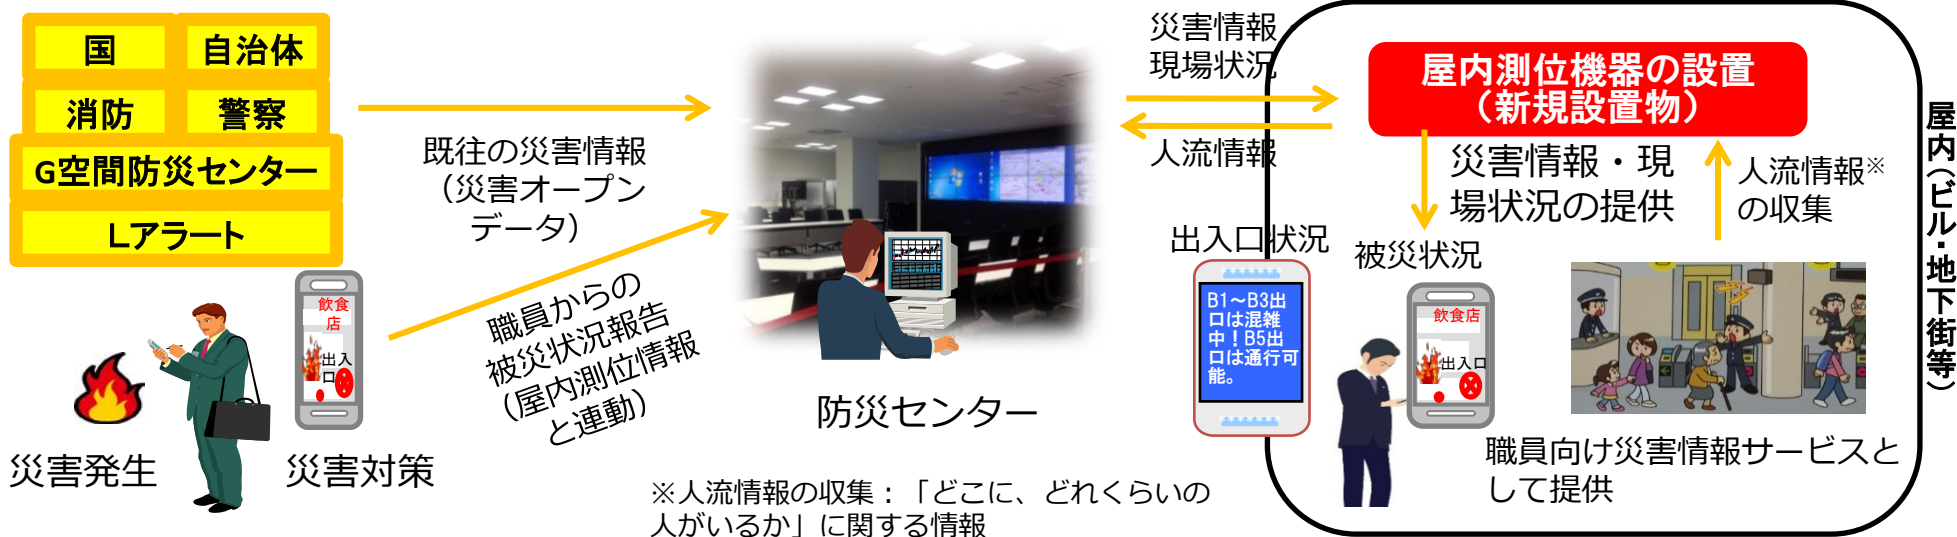 国
自治体
消防
警察
G空間防災センター
Lアラート
災害発生
飲食
店
出入
口
災害対策
既往の災害情報
（災害オープン
データ）
職員からの
被災状況報告
（屋内測位情報
と連動）
防災センター
※人流情報の収集：「どこに、どれくらいの
人がいるか」に関する情報
災害情報・
現場状況
人流情報
屋内測位機器の設置
（新規設置物）
災害情報・現
場状況の提供
人流情報※
の収集
出入口状況
B1～B3出
口は混雑
中！B5出
口は通行可
能。
被災状況
飲食店
出入口
職員向け災害情報サービスと
して提供
屋内（ビル・地下街等）